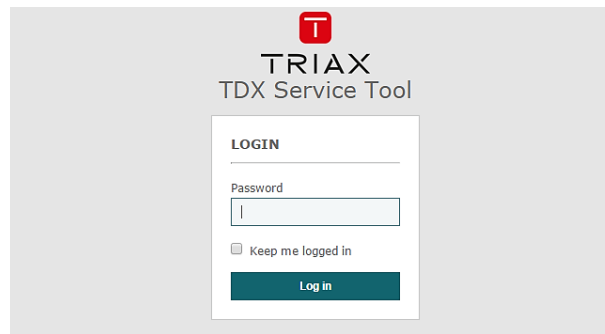 TRIAX
TDX Service Tool
LOGIN
Password
Keep me logged in
Log in